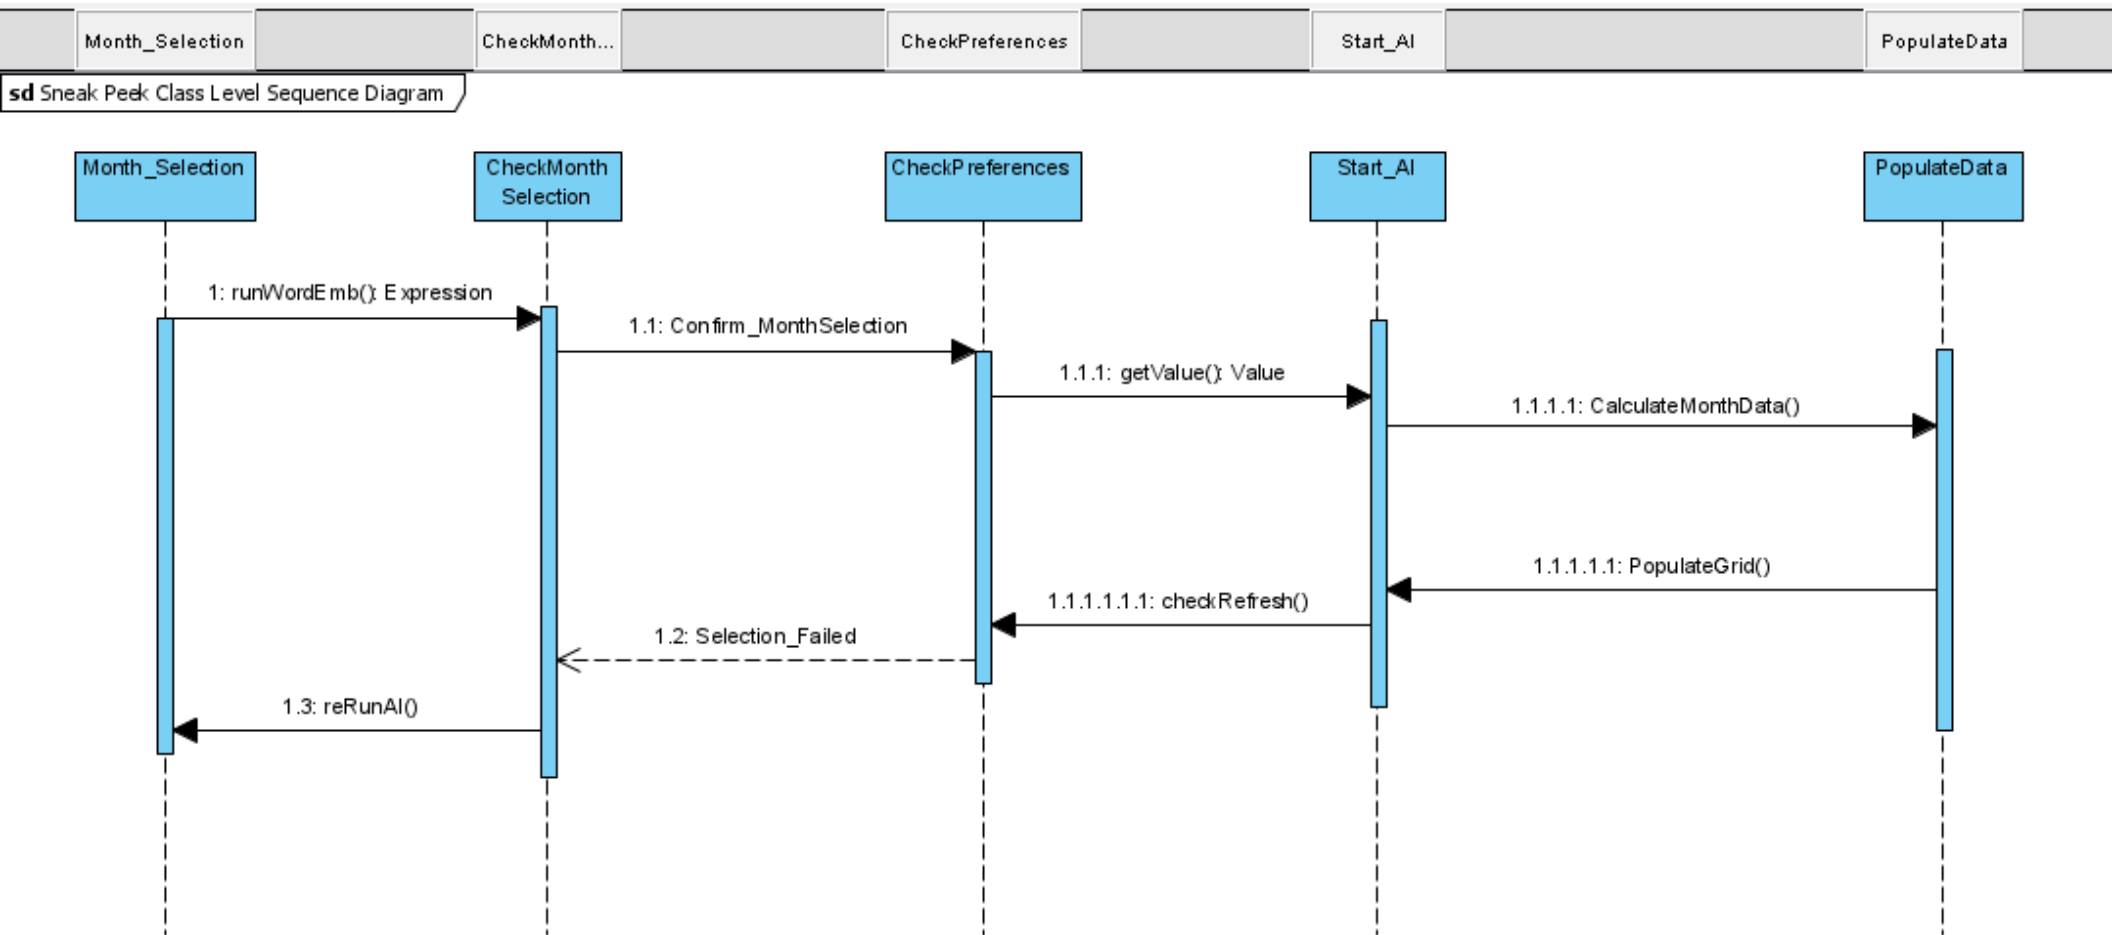 Month_Selection
CheckMonth...
CheckPreferences
Start_AI
PopulateData
sd Sneak Peek Class Level Sequence Diagram
Month_Selection
CheckMonth
Selection
CheckPreferences
Start_AI
PopulateData
1: runWordEmb(): Expression
1.1: Confirm_MonthSelection
1.1.1: getValue(): Value
1.1.1.1: CalculateMonthData()
1.1.1.1.1: PopulateGrid()
1.1.1.1.1.1: checkRefresh()
1.2: Selection_Failed
1.3: reRunAI()